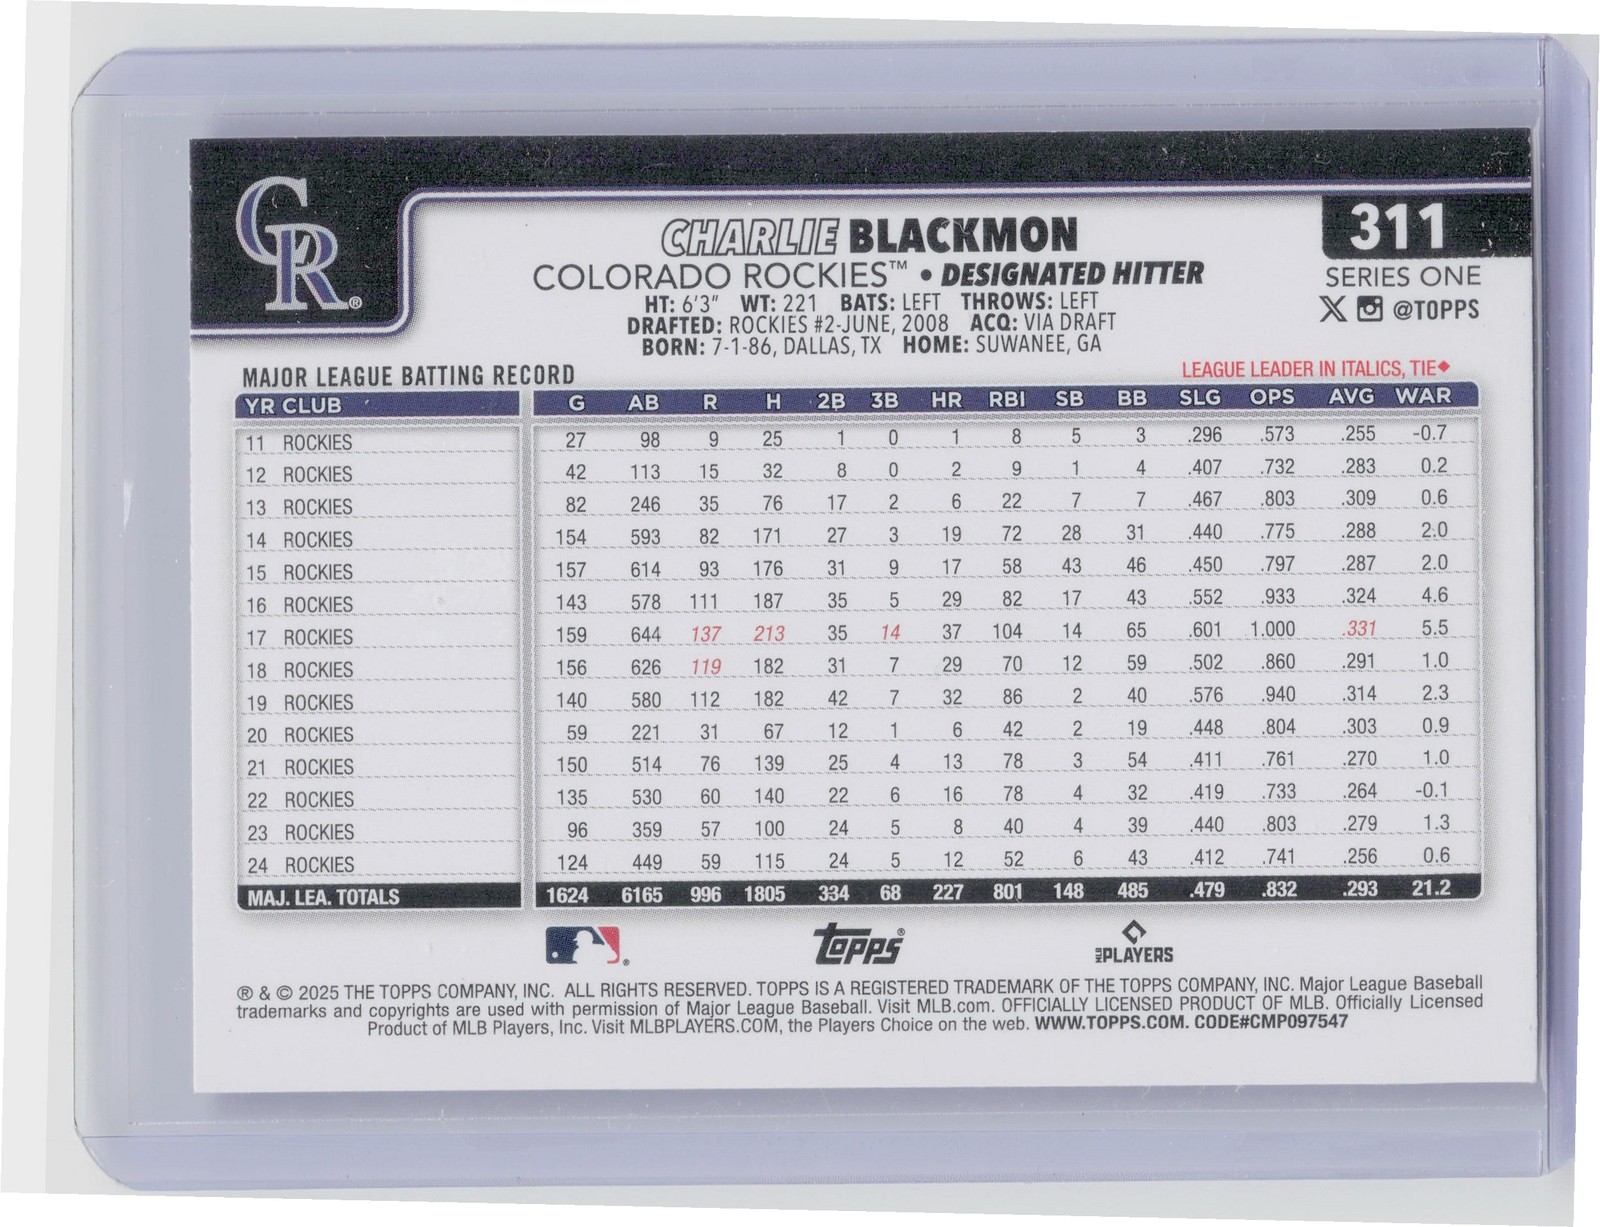 CR®
CHARLIE BLACKMON
311
COLORADO ROCKIES™ • DESIGNATED HITTER
SERIES ONE
HT: 6'3" WT: 221 BATS: LEFT THROWS: LEFT
X @TOPPS
DRAFTED: ROCKIES #2-JUNE, 2008 ACQ: VIA DRAFT
BORN: 7-1-86, DALLAS, TX HOME: SUWANEE, GA
MAJOR LEAGUE BATTING RECORD
LEAGUE LEADER IN ITALICS, TIE◆
YR CLUB G AB R H 2B 3B HR RBI SB BB SLG OPS AVG WAR
11 ROCKIES 27 98 9 25 1 0 1 8 5 3 .296 .573 .255 -0.7
12 ROCKIES 42 113 15 32 8 0 2 9 1 4 .407 .732 .283 0.2
13 ROCKIES 82 246 35 76 17 2 6 22 7 7 .467 .803 .309 0.6
14 ROCKIES 154 593 82 171 27 3 19 72 28 31 .440 .775 .288 2.0
15 ROCKIES 157 614 93 176 31 9 17 58 43 46 .450 .797 .287 2.0
16 ROCKIES 143 578 111 187 35 5 29 82 17 43 .552 .933 .324 4.6
17 ROCKIES 159 644 137 213 35 14 37 104 14 65 .601 1.000 .331 5.5
18 ROCKIES 156 626 119 182 31 7 29 70 12 59 .502 .860 .291 1.0
19 ROCKIES 140 580 112 182 42 7 32 86 2 40 .576 .940 .314 2.3
20 ROCKIES 59 221 31 67 12 1 6 42 2 19 .448 .804 .303 0.9
21 ROCKIES 150 514 76 139 25 4 13 78 3 54 .411 .761 .270 1.0
22 ROCKIES 135 530 60 140 22 6 16 78 4 32 .419 .733 .264 -0.1
23 ROCKIES 96 359 57 100 24 5 8 40 4 39 .440 .803 .279 1.3
24 ROCKIES 124 449 59 115 24 5 12 52 6 43 .412 .741 .256 0.6
MAJ. LEA. TOTALS 1624 6165 996 1805 334 68 227 801 148 485 .479 .832 .293 21.2
® Topps® MLB PLAYERS
® & © 2025 THE TOPPS COMPANY, INC. ALL RIGHTS RESERVED. TOPPS IS A REGISTERED TRADEMARK OF THE TOPPS COMPANY, INC. Major League Baseball
trademarks and copyrights are used with permission of Major League Baseball. Visit MLB.com. OFFICIALLY LICENSED PRODUCT OF MLB. Officially Licensed
Product of MLB Players, Inc. Visit MLBPLAYERS.COM, the Players Choice on the web. WWW.TOPPS.COM. CODE#CMP097547